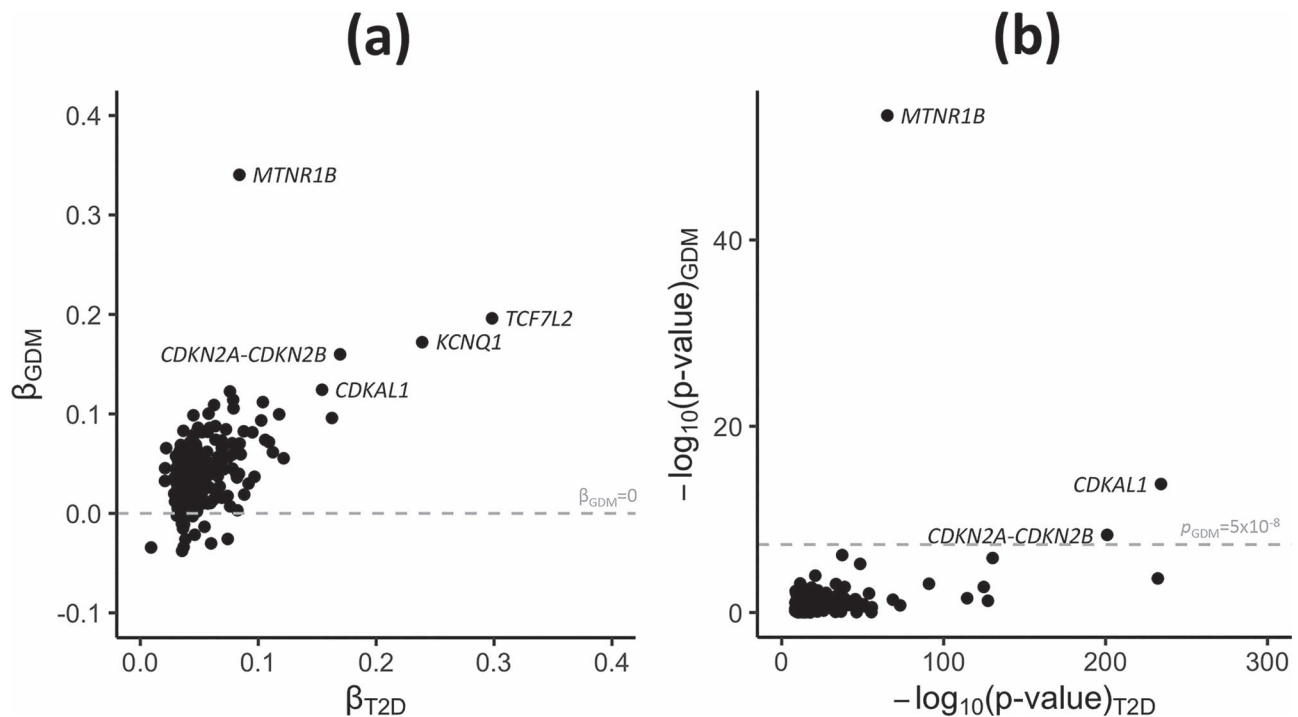 (a)
0.4
0.3
0.2
0.1
0.0
-0.1
βGDM
MTNR1B
TCF7L2
KCNQ1
CDKN2A-CDKN2B
CDKAL1
βGDM=0
0.0 0.1 0.2 0.3 0.4
βT2D
(b)
40
20
0
−log10(p-value)GDM
MTNR1B
CDKAL1
CDKN2A-CDKN2B
pGDM=5x10-8
0 100 200 300
−log10(p-value)T2D